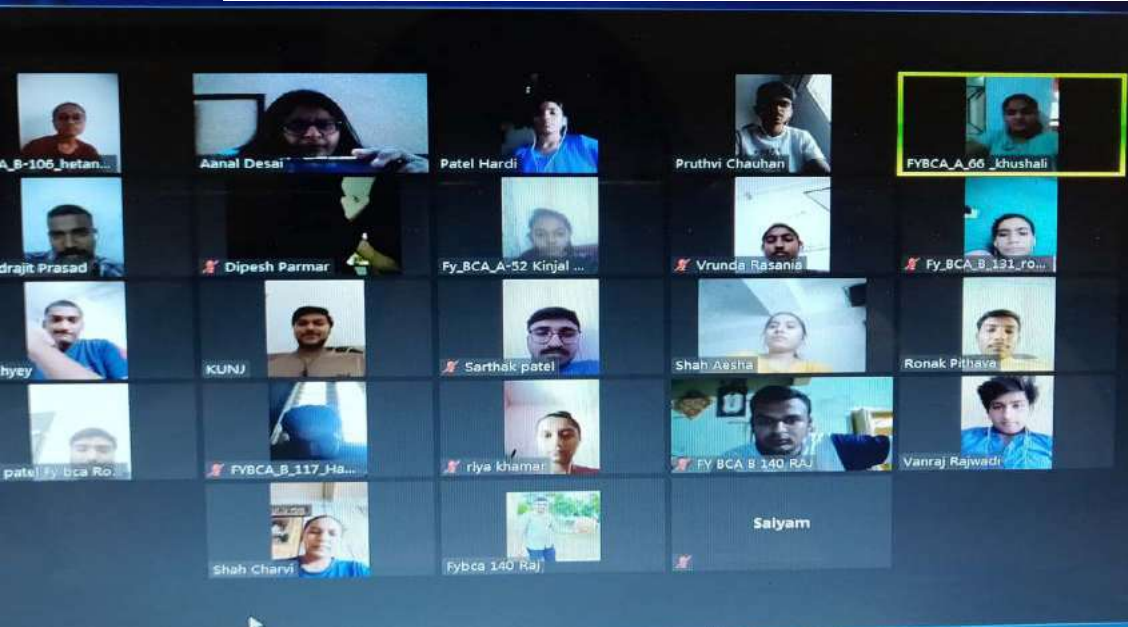 A_B-106_hetan...
Aanal Desai
Patel Hardi
Pruthvi Chauhan
FYBCA_A_66 _khushali
drajit Prasad
Dipesh Parmar
Fy_BCA_A-52 Kinjal ...
Vrunda Rasania
Fy_BCA_B_131_ro...
hyey
KUNJ
Sarthak patel
Shah Aesha
Ronak Pithava
patel Fy bca Ro.
FYBCA_B_117_Ha...
riya khamar
FY BCA B 140 RAJ
Vanraj Rajwadi
Shah Charvi
Fybca 140 Raj
Salyam